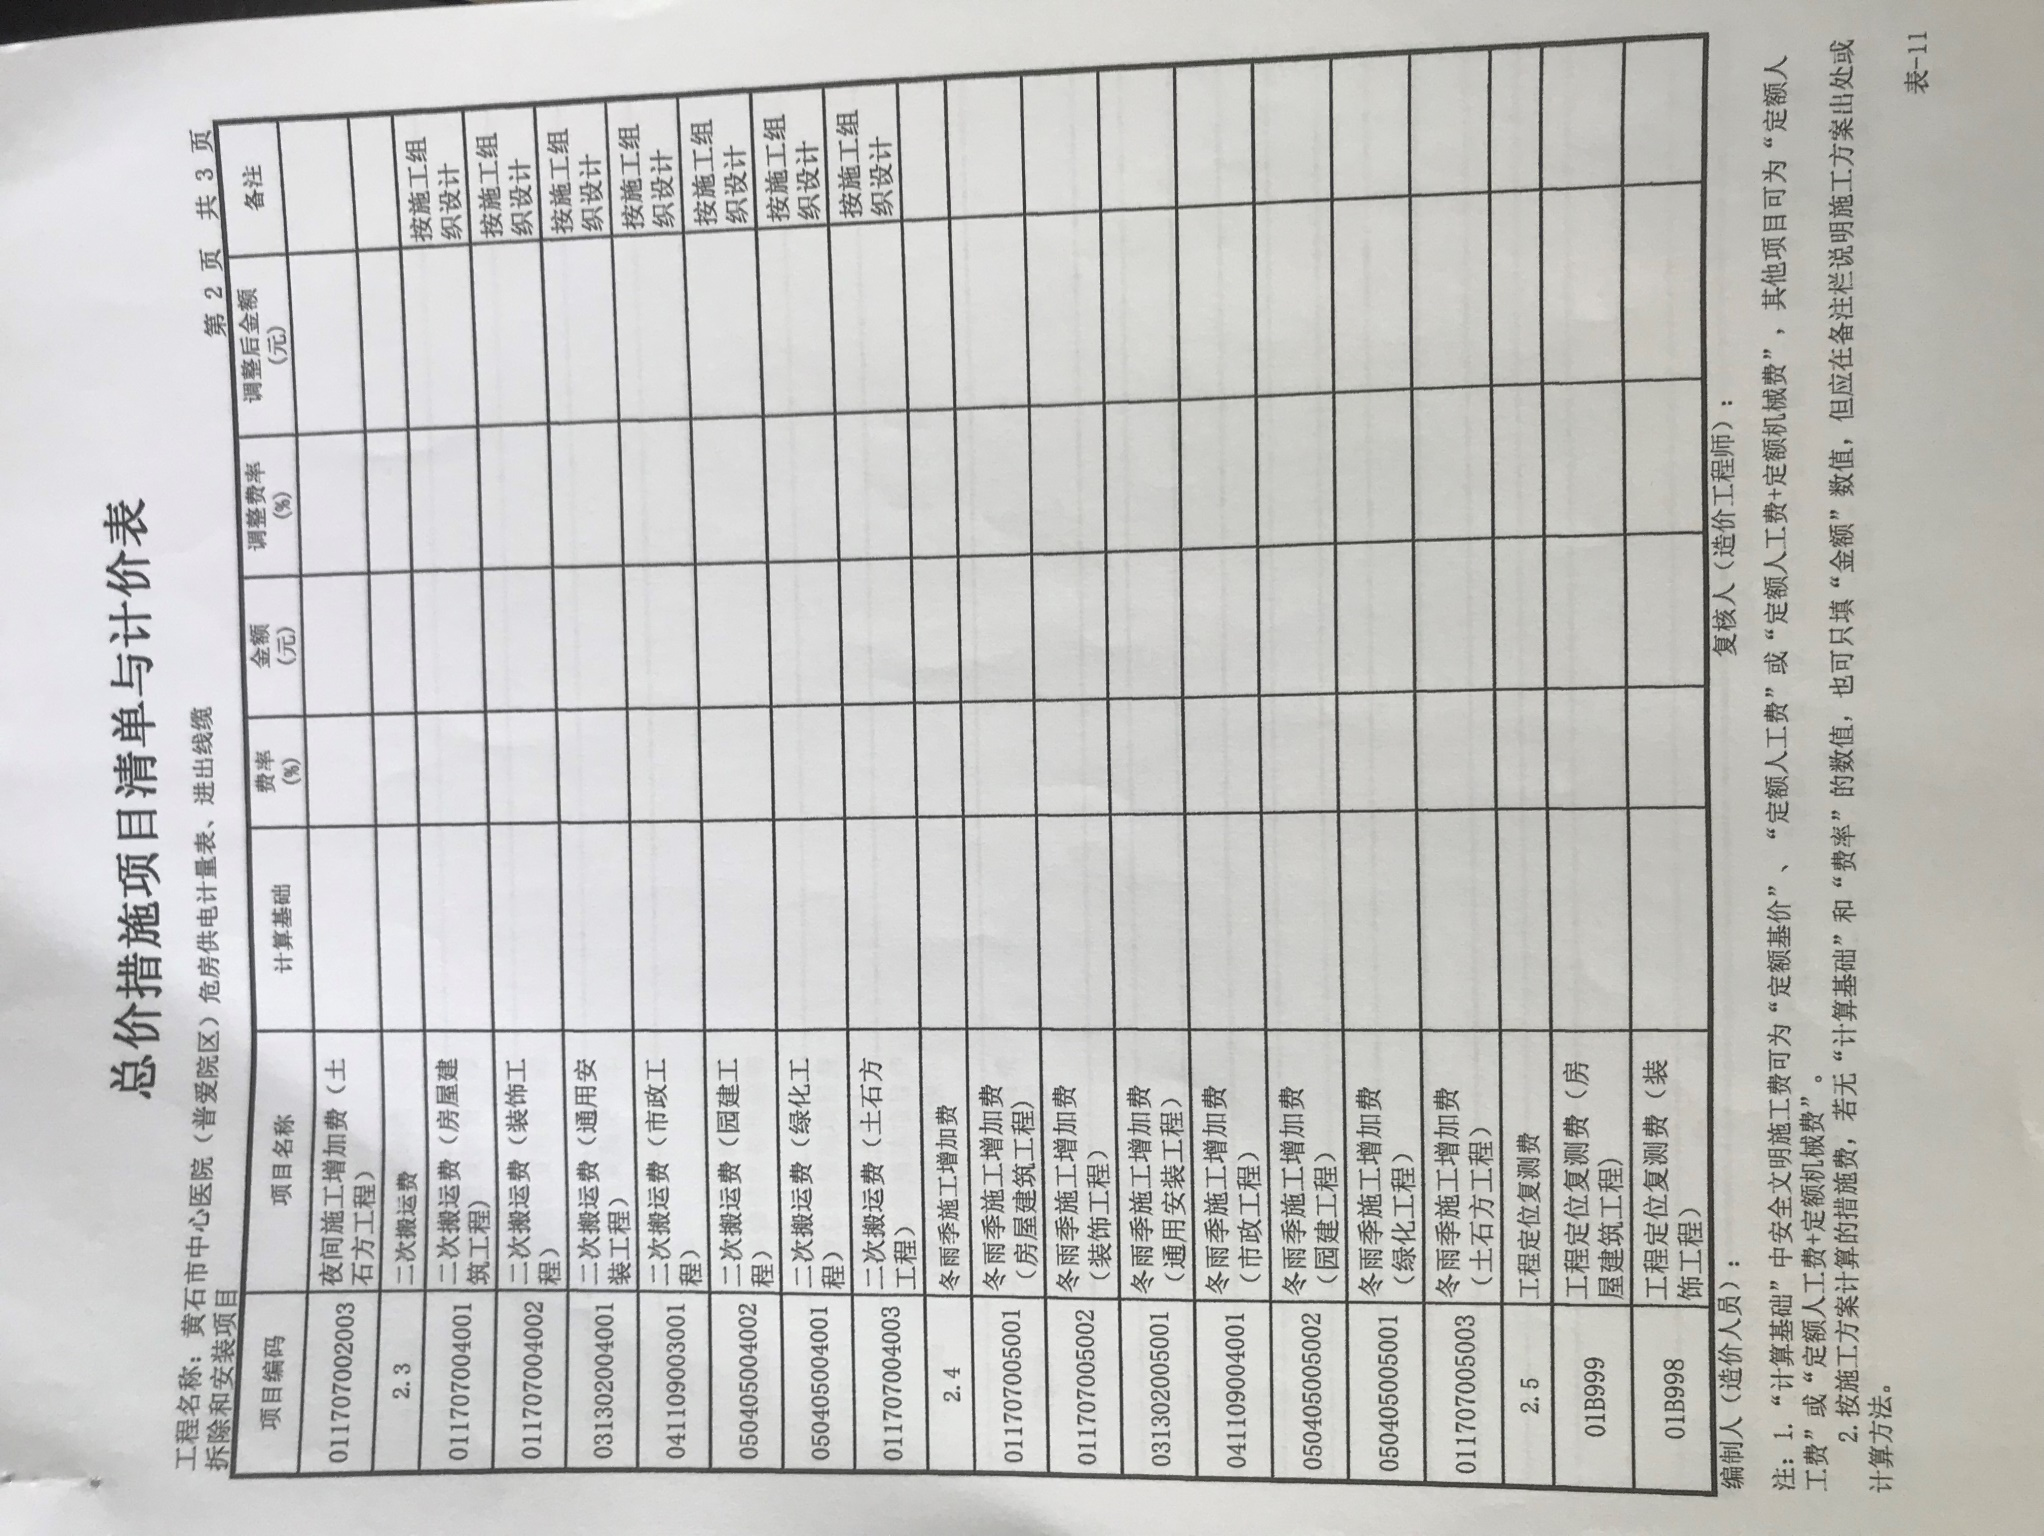 总价措施项目清单与计价表
工程名称：黄石市中心医院（普爱院区）危房供电计量表、进出线缆
拆除和安装项目
第 2 页 共 3 页
项目编码 项目名称 计算基础 费率 金额 调整费率 调整后金额 备注
(%) (元) (%) (元)
011707002003 夜间施工增加费（土
石方工程）
2.3 二次搬运费
011707004001 二次搬运费（房屋建 按施工组
筑工程） 织设计
011707004002 二次搬运费（装饰工 按施工组
程） 织设计
031302004001 二次搬运费（通用安 按施工组
装工程） 织设计
041109003001 二次搬运费（市政工 按施工组
程） 织设计
050405004002 二次搬运费（园建工 按施工组
程） 织设计
050405004001 二次搬运费（绿化工 按施工组
程） 织设计
011707004003 二次搬运费（土石方 按施工组
工程） 织设计
2.4 冬雨季施工增加费
011707005001 冬雨季施工增加费
（房屋建筑工程）
011707005002 冬雨季施工增加费
（装饰工程）
031302005001 冬雨季施工增加费
（通用安装工程）
041109004001 冬雨季施工增加费
（市政工程）
050405005002 冬雨季施工增加费
（园建工程）
050405005001 冬雨季施工增加费
（绿化工程）
011707005003 冬雨季施工增加费
（土石方工程）
2.5 工程定位复测费
01B999 工程定位复测费（房
屋建筑工程）
01B998 工程定位复测费（装
饰工程）
编制人（造价人员）： 复核人（造价工程师）：
注：1.“计算基础”中安全文明施工费可为“定额基价”、“定额人工费”或“定额人工费+定额机械费”，其他项目可为“定额人
工费”或“定额人工费+定额机械费”。
2.按施工方案计算的措施费，若无“计算基础”和“费率”的数值，也可只填“金额”数值，但应在备注栏说明施工方案出处或
计算方法。
表-11